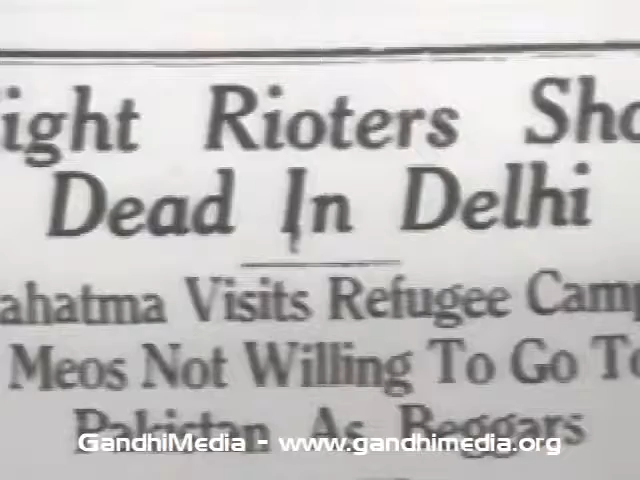 ight Rioters Sho
Dead In Delhi
ahatma Visits Refugee Camp
Meos Not Willing To Go To
Pakistan As Beggars
GandhiMedia - www.gandhimedia.org